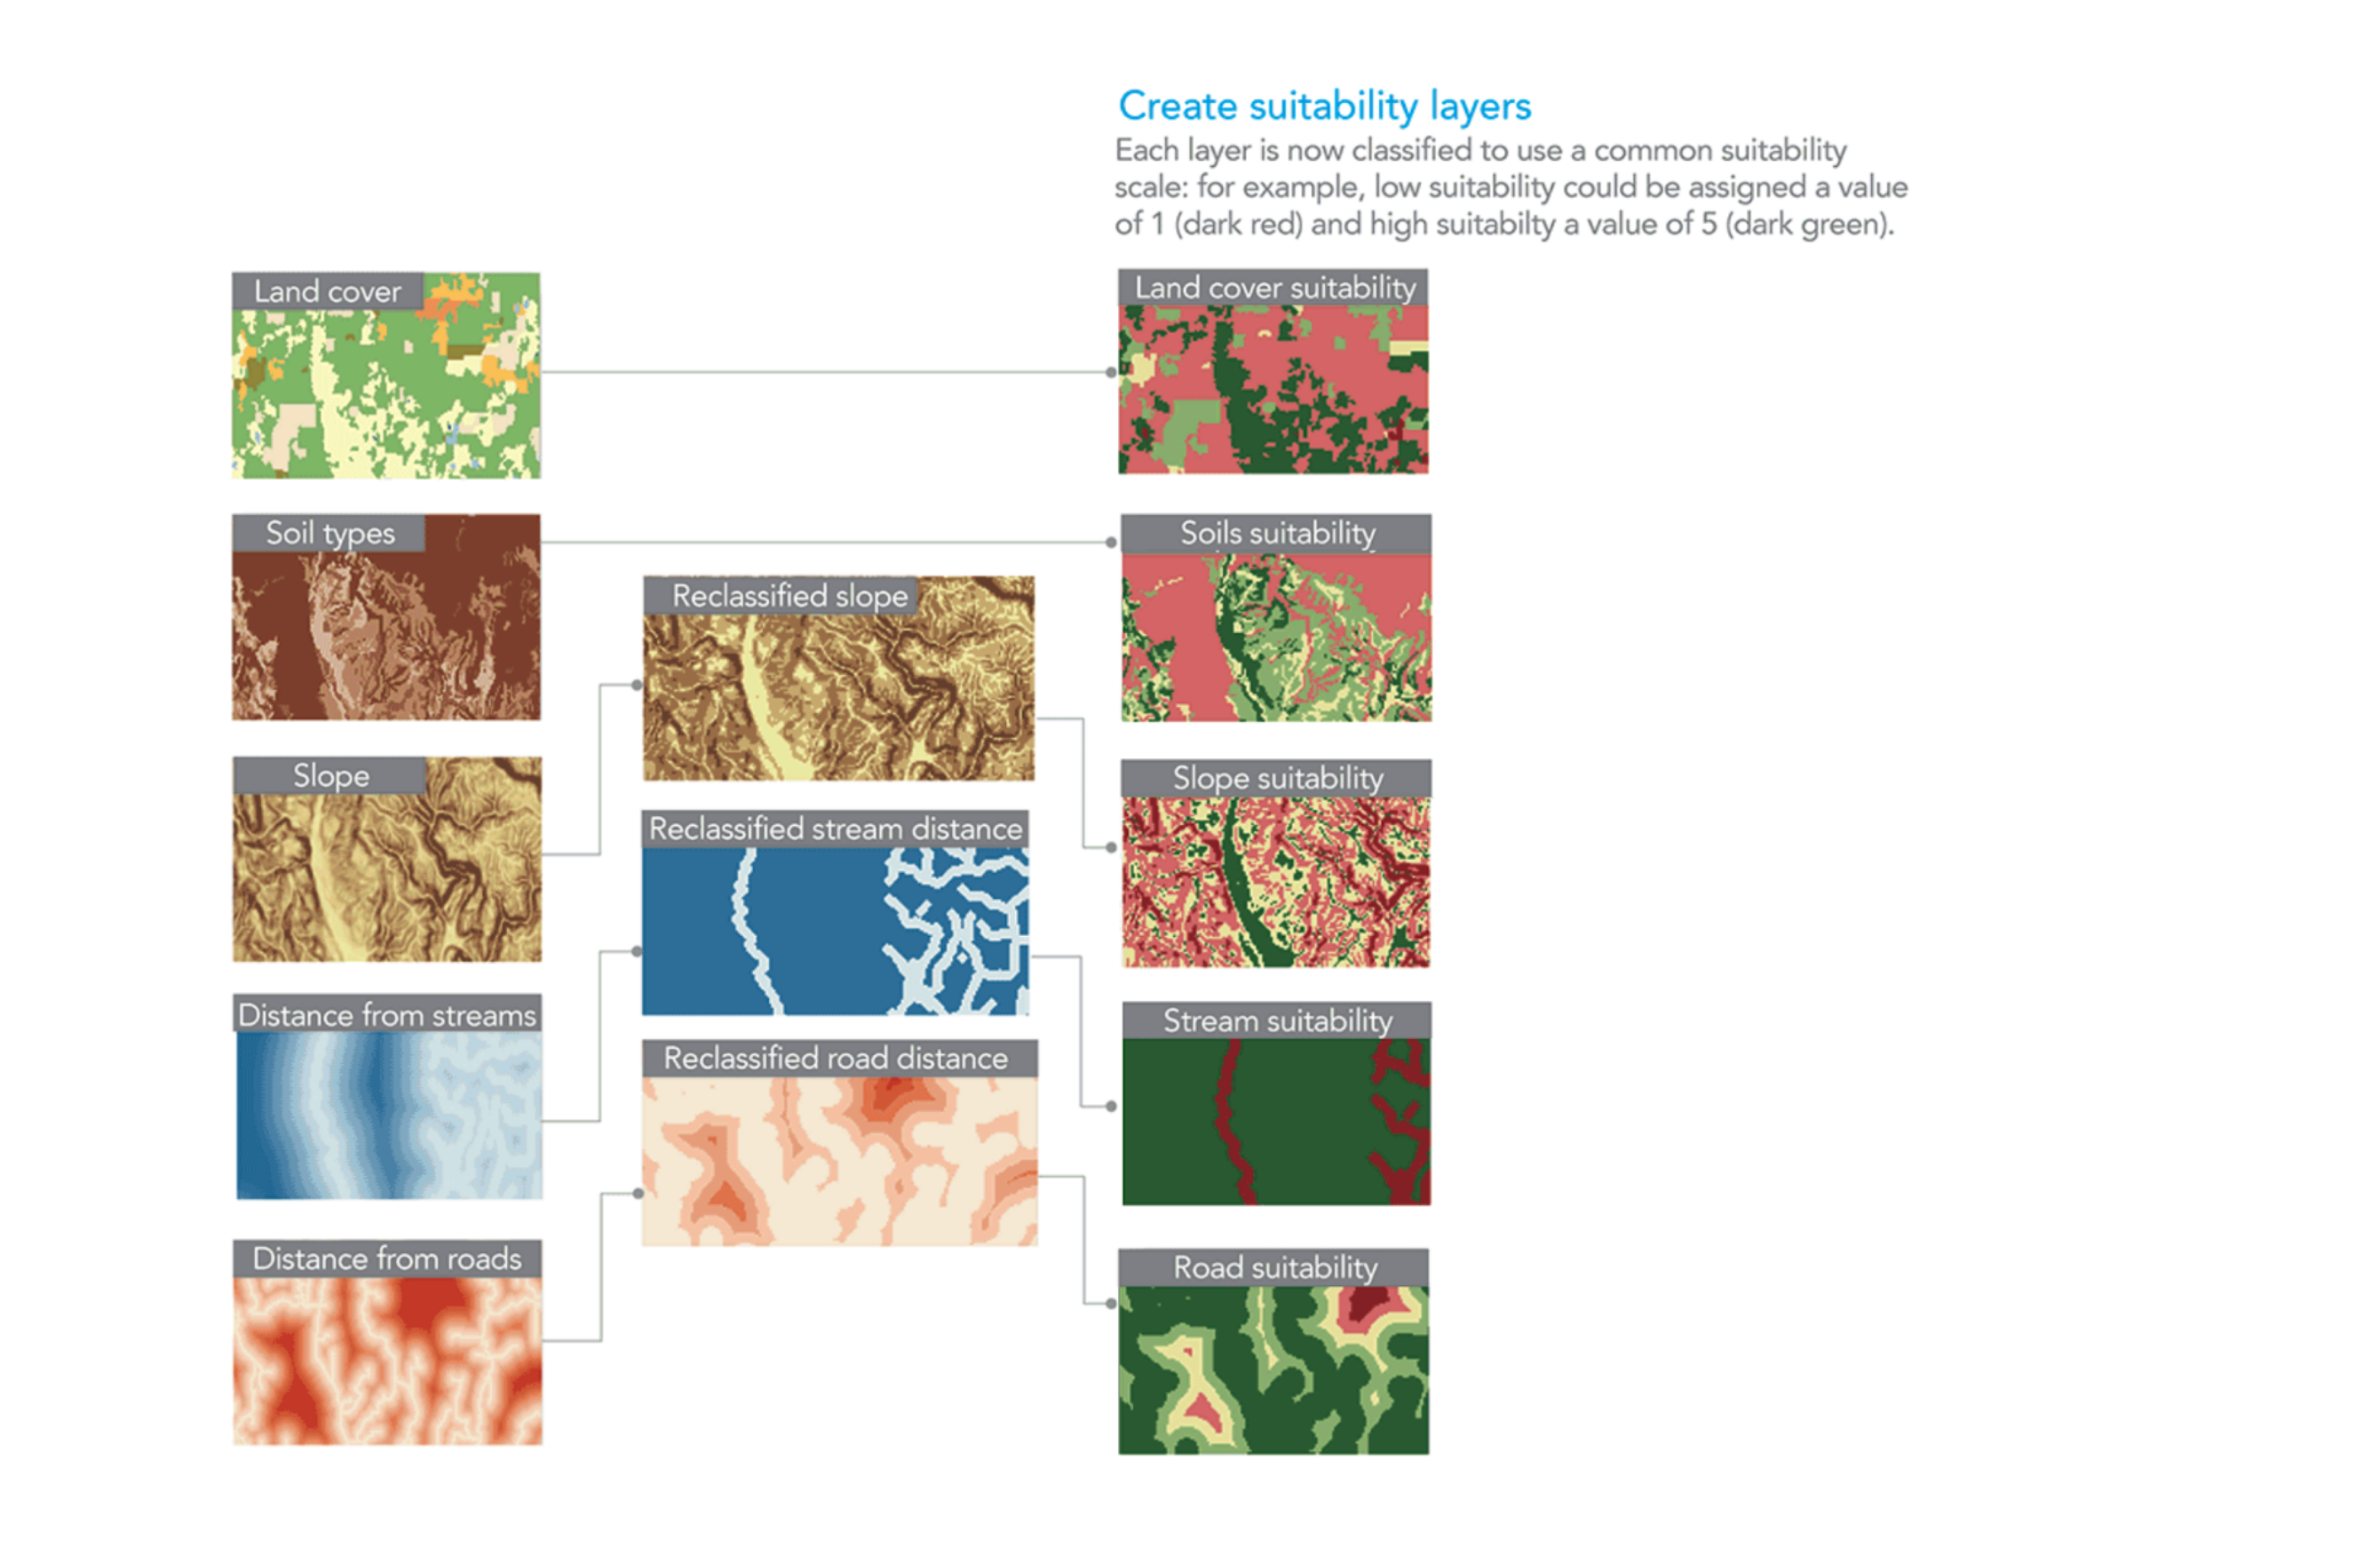 Create suitability layers
Each layer is now classified to use a common suitability
scale: for example, low suitability could be assigned a value
of 1 (dark red) and high suitabilty a value of 5 (dark green).
Land cover
Land cover suitability
Soil types
Soils suitability
Reclassified slope
Slope
Slope suitability
Reclassified stream distance
Distance from streams
Stream suitability
Reclassified road distance
Distance from roads
Road suitability